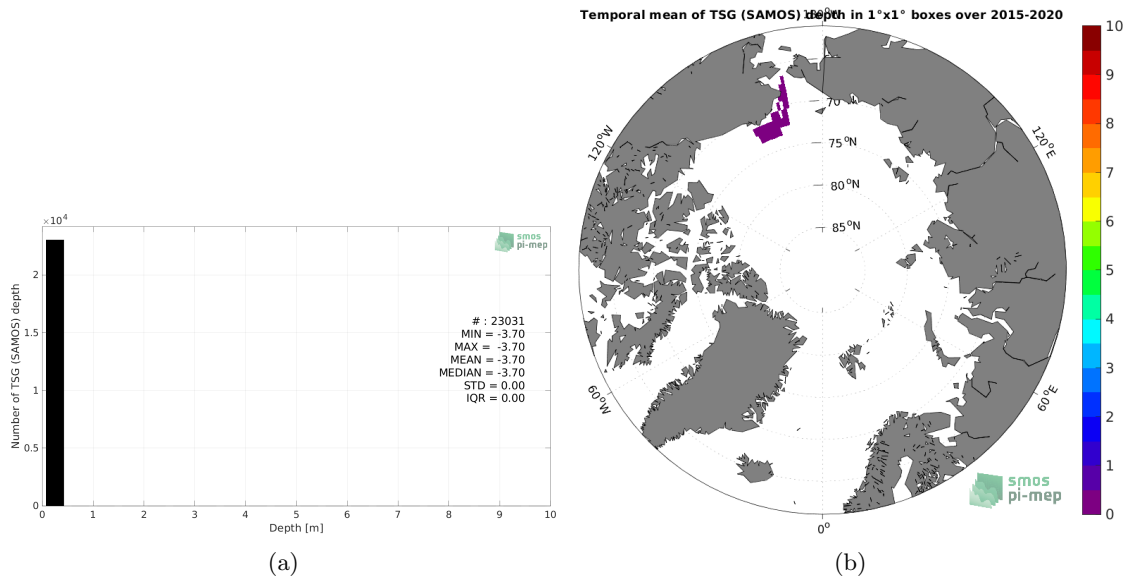 Temporal mean of TSG (SAMOS) depth in 1°x1° boxes over 2015-2020
×10⁴
Number of TSG (SAMOS) depth
2
1.5
1
0.5
0
smos
pi-mep
# : 23031
MIN = -3.70
MAX = -3.70
MEAN = -3.70
MEDIAN = -3.70
STD = 0.00
IQR = 0.00
0 1 2 3 4 5 6 7 8 9 10
Depth [m]
(a)
180°W
120°W
120°E
70
75°N
80°N
85°N
60°W
60°E
0°
smos
pi-mep
10
9
8
7
6
5
4
3
2
1
0
(b)